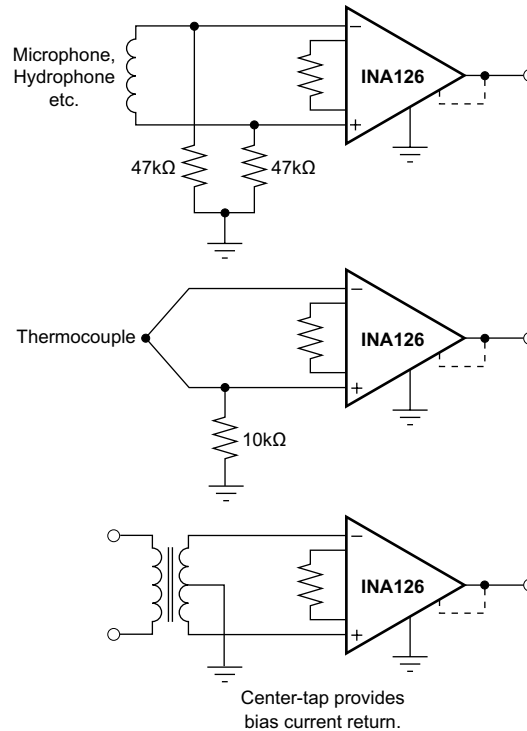 Microphone,
Hydrophone
etc.
−
INA126
+
47kΩ 47kΩ
−
Thermocouple
INA126
+
10kΩ
−
INA126
+
Center-tap provides
bias current return.